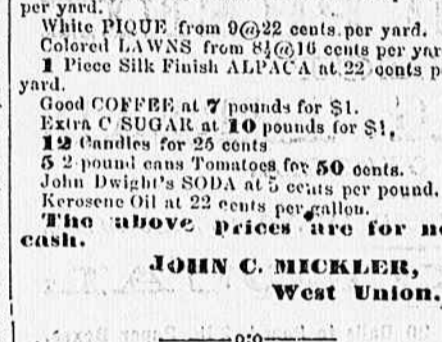 per yard.
White PIQUE from 9@22 cents per yard.
Colored LAWNS from 8½@16 cents per yar
1 Piece Silk Finish ALPACA at 22 cents p
yard.
Good COFFEE at 7 pounds for $1.
Extra C SUGAR at 10 pounds for $1,
12 Candles for 25 cents
5 2 pound cans Tomatoes for 50 cents.
John Dwight's SODA at 5 cents per pound.
Kerosene Oil at 22 cents per gallon.
The above prices are for ne
cash.
JOHN C. MICKLER,
West Union.